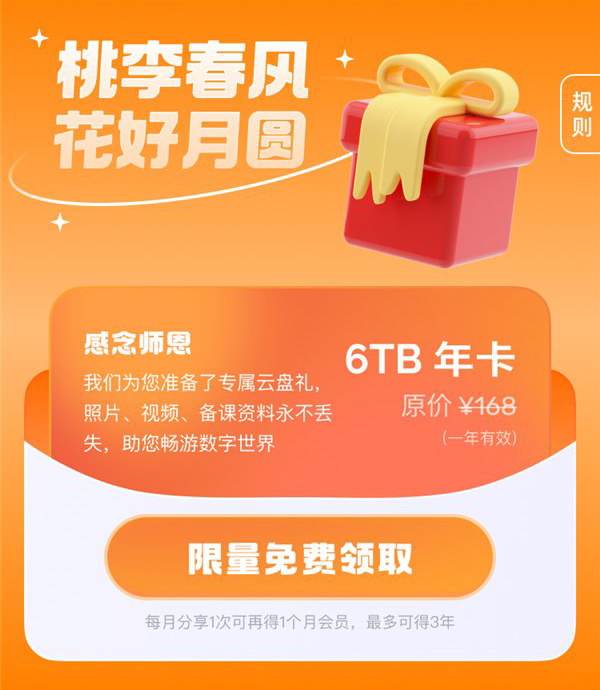 桃李春风
花好月圆
规则
感念师恩
我们为您准备了专属云盘礼，
照片、视频、备课资料永不丢
失，助您畅游数字世界
6TB 年卡
原价 ¥168
（一年有效）
限量免费领取
每月分享1次可再得1个月会员，最多可得3年